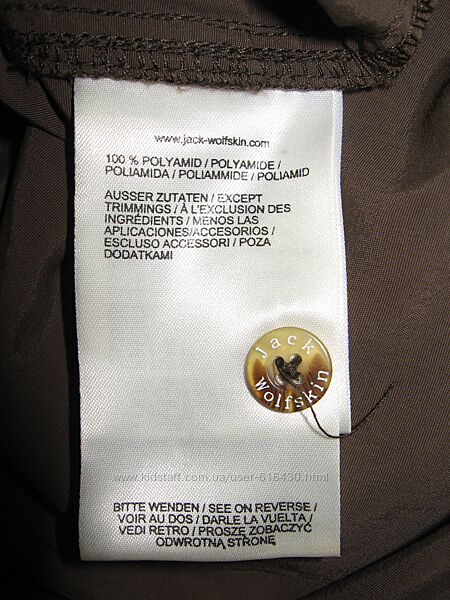 www.jack-wolfskin.com
100 % POLYAMID / POLYAMIDE /
POLIAMIDA / POLIAMMIDE / POLIAMID
AUSSER ZUTATEN / EXCEPT
TRIMMINGS / À L'EXCLUSION DES
INGRÉDIENTS / MENOS LAS
APLICACIONES/ACCESORIOS /
ESCLUSO ACCESSORI / POZA
DODATKAMI
Jack
Wolfskin
www.kidstaff.com.ua/user-616430.html
BITTE WENDEN / SEE ON REVERSE /
VOIR AU DOS / DARLE LA VUELTA /
VEDI RETRO / PROSZĘ ZOBACZYĆ
ODWROTNĄ STRONĘ